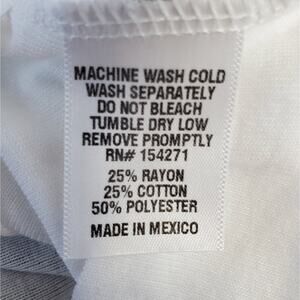 MACHINE WASH COLD
WASH SEPARATELY
DO NOT BLEACH
TUMBLE DRY LOW
REMOVE PROMPTLY
RN# 154271
25% RAYON
25% COTTON
50% POLYESTER
MADE IN MEXICO